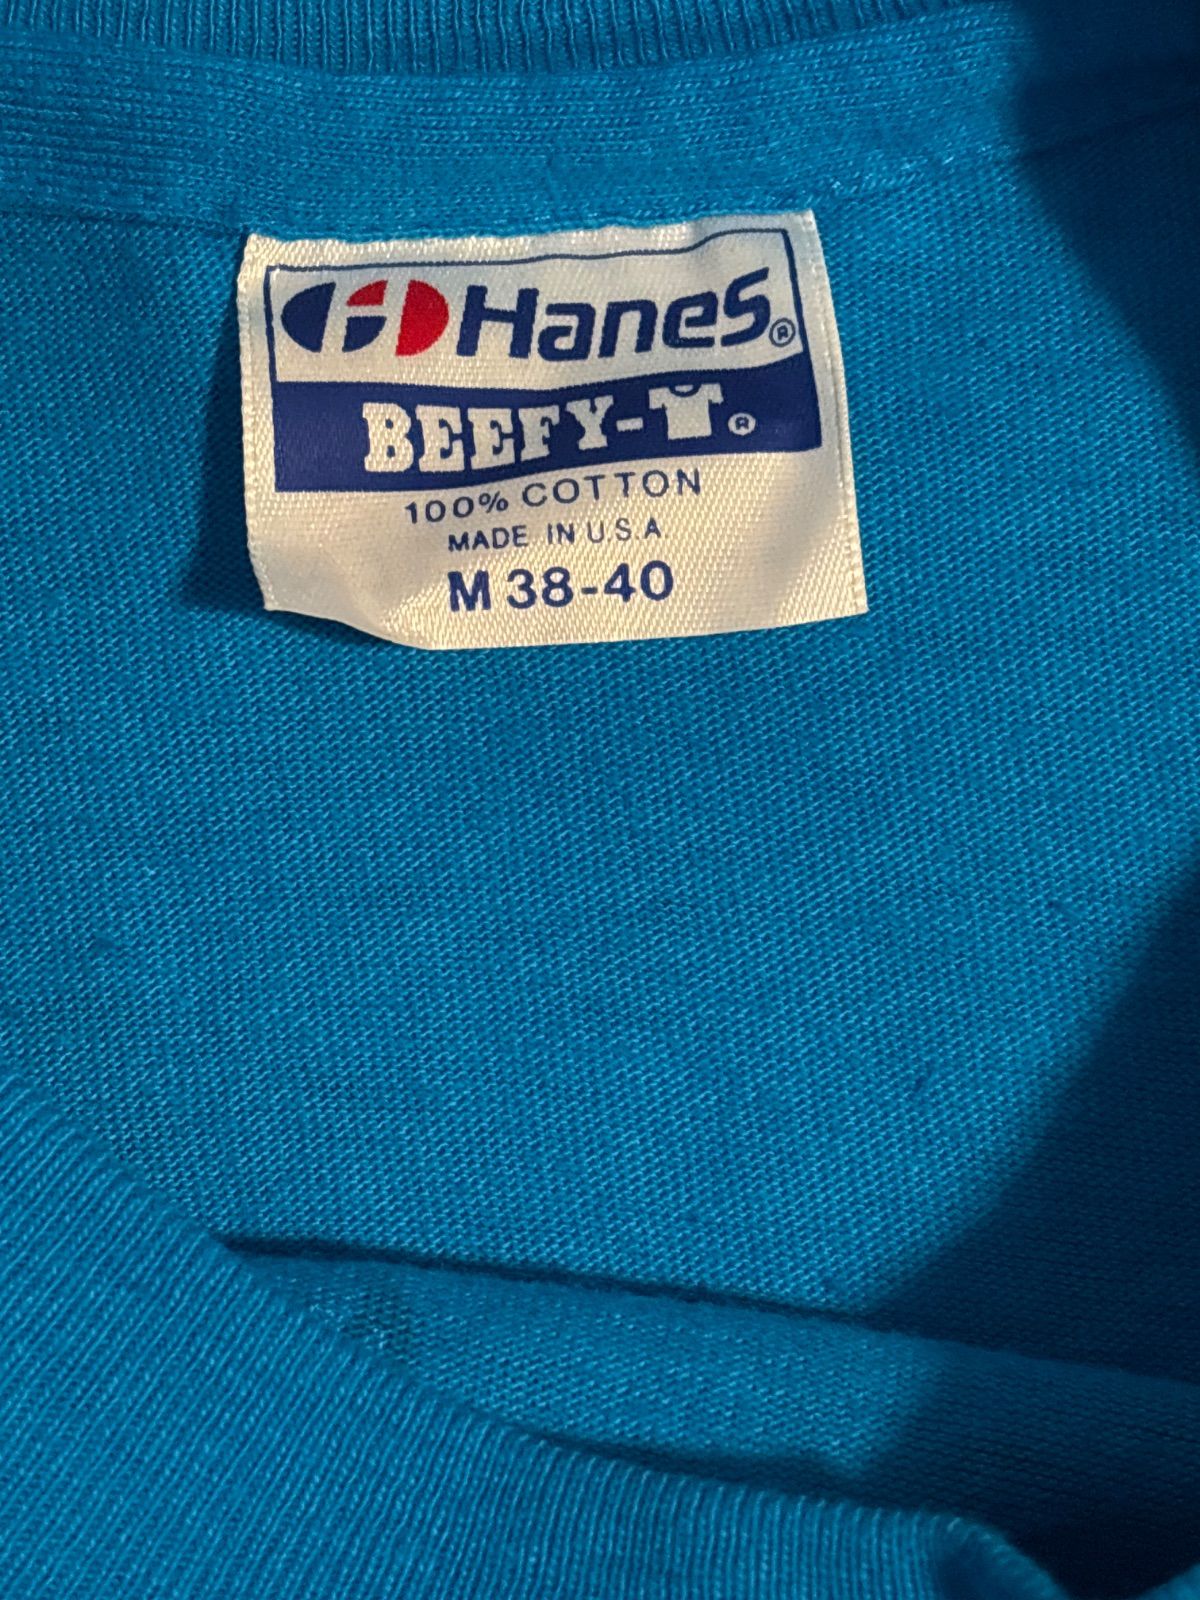 Hanes®
BEEFY-T®
100% COTTON
MADE IN U.S.A
M 38-40